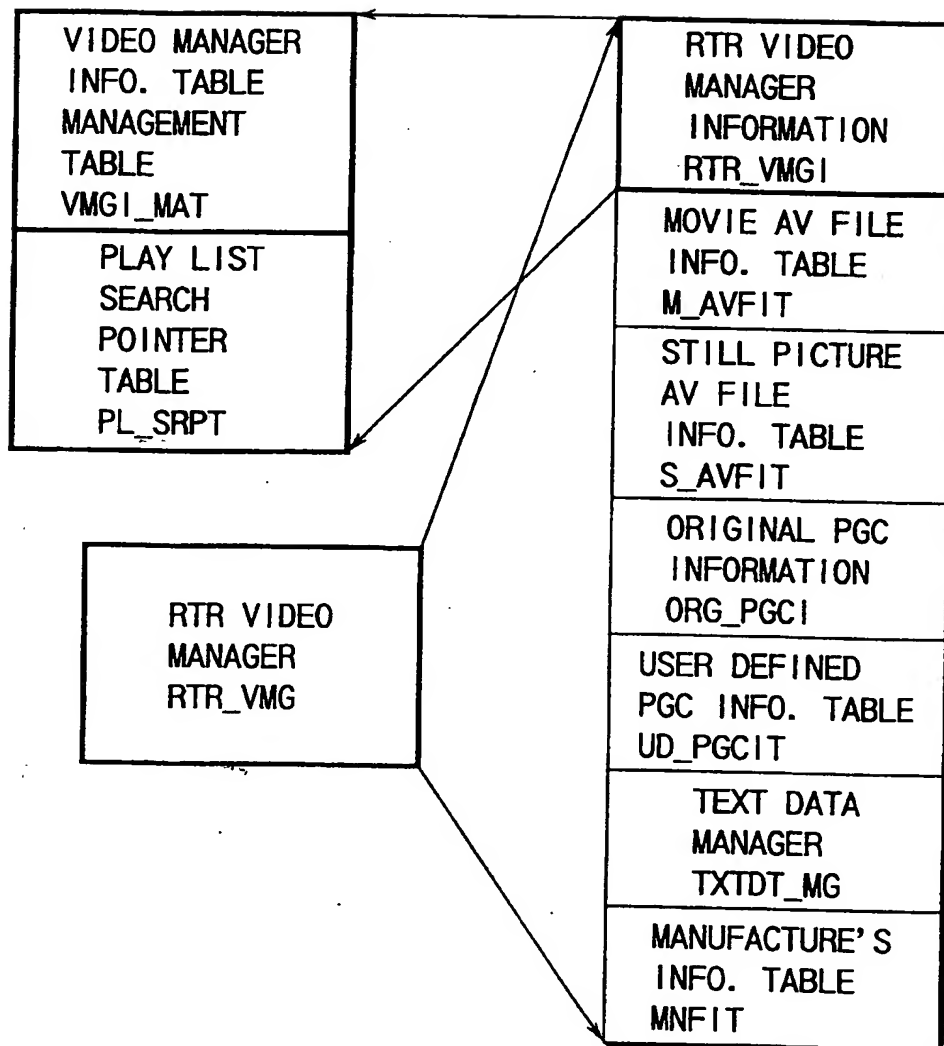 VIDEO MANAGER
INFO. TABLE
MANAGEMENT
TABLE
VMGI_MAT
PLAY LIST
SEARCH
POINTER
TABLE
PL_SRPT
RTR VIDEO
MANAGER
RTR_VMG
RTR VIDEO
MANAGER
INFORMATION
RTR_VMGI
MOVIE AV FILE
INFO. TABLE
M_AVFIT
STILL PICTURE
AV FILE
INFO. TABLE
S_AVFIT
ORIGINAL PGC
INFORMATION
ORG_PGCI
USER DEFINED
PGC INFO. TABLE
UD_PGCIT
TEXT DATA
MANAGER
TXTDT_MG
MANUFACTURE'S
INFO. TABLE
MNFIT